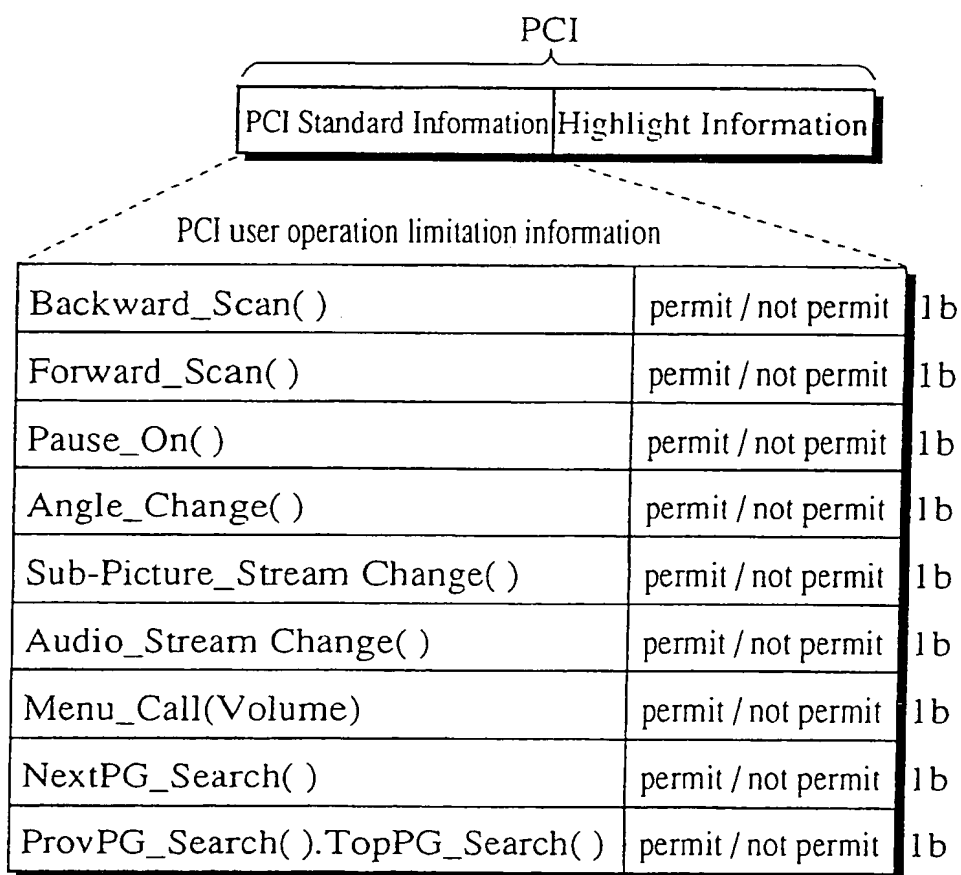 PCI
PCI Standard Information Highlight Information
PCI user operation limitation information
Backward_Scan( ) permit / not permit 1b
Forward_Scan( ) permit / not permit 1b
Pause_On( ) permit / not permit 1b
Angle_Change( ) permit / not permit 1b
Sub-Picture_Stream Change( ) permit / not permit 1b
Audio_Stream Change( ) permit / not permit 1b
Menu_Call(Volume) permit / not permit 1b
NextPG_Search( ) permit / not permit 1b
ProvPG_Search( ).TopPG_Search( ) permit / not permit 1b